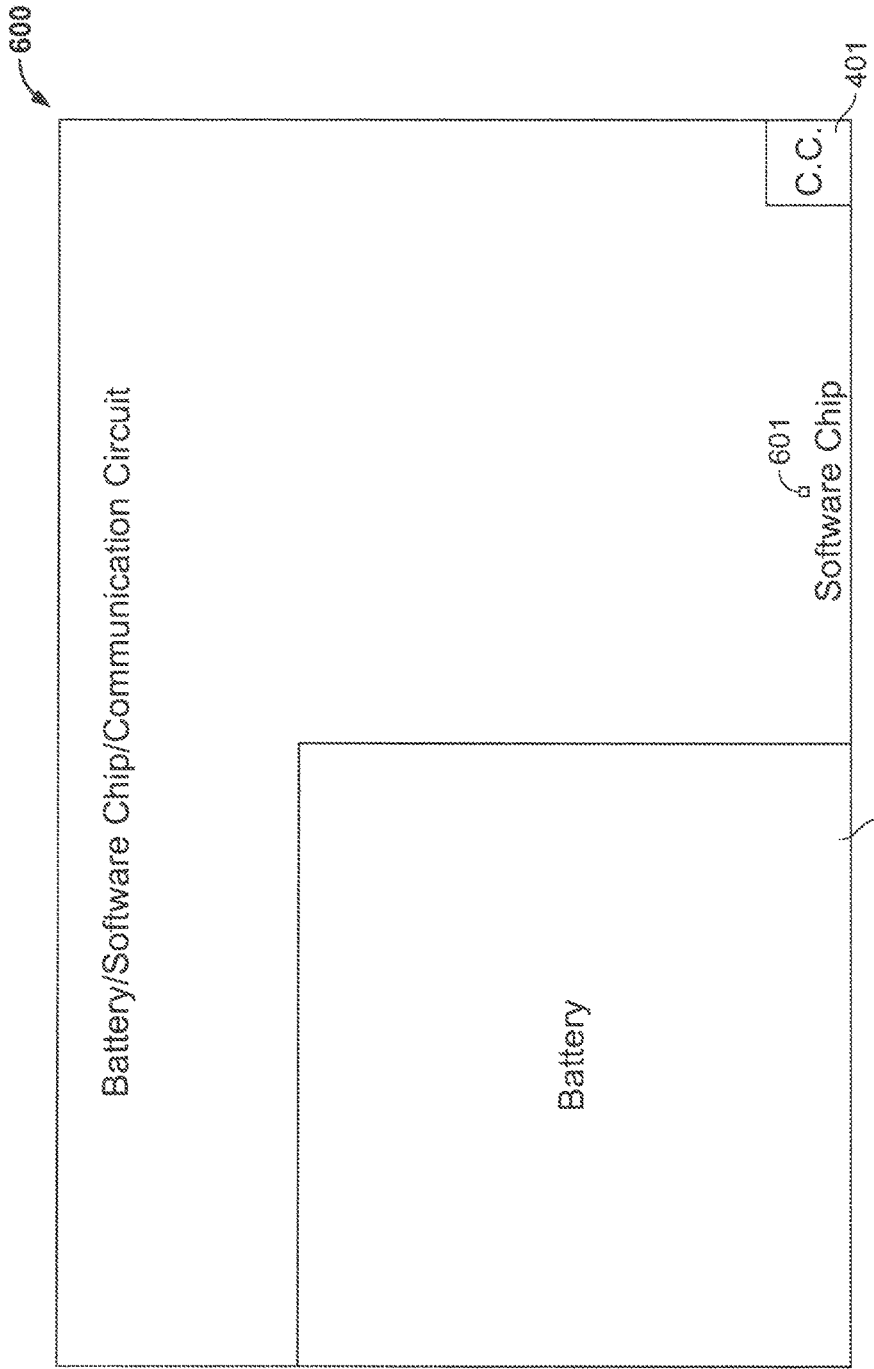 600
Battery/Software Chip/Communication Circuit
Battery
601
Software Chip
C.C.
401